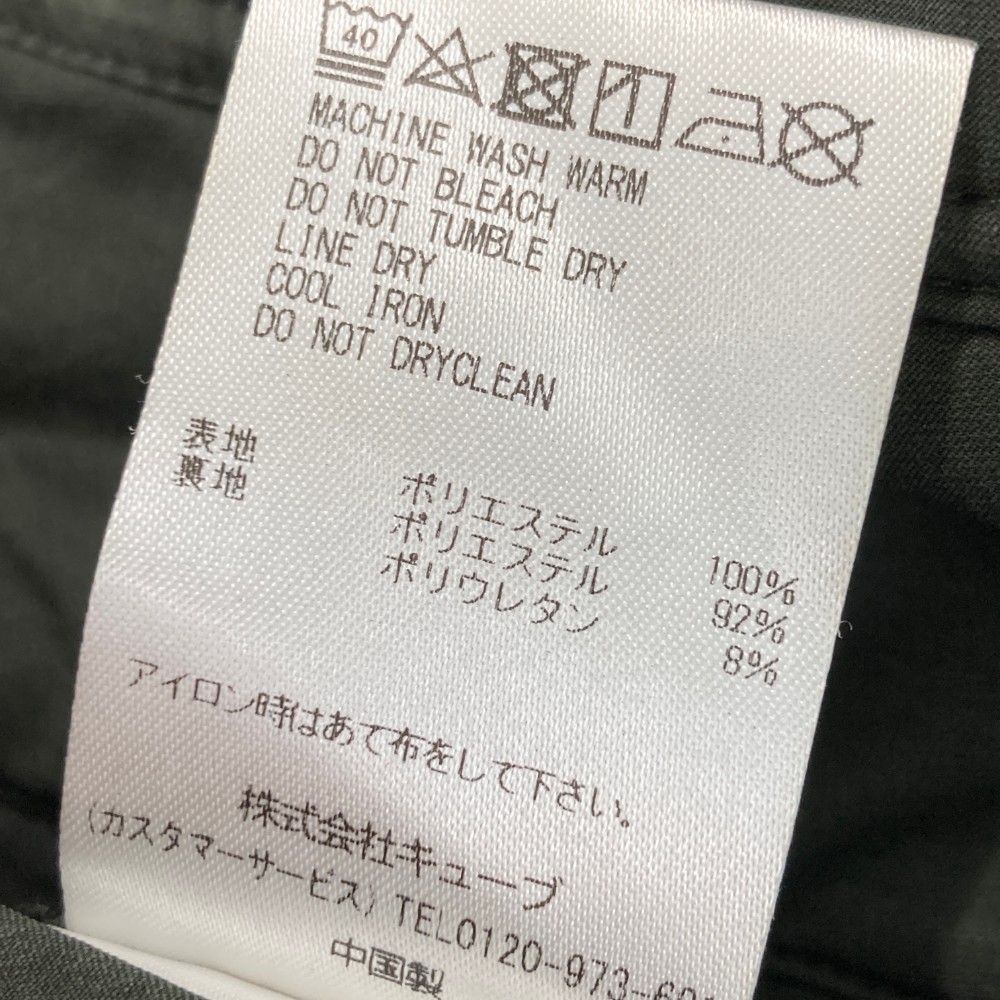 40
MACHINE WASH WARM
DO NOT BLEACH
DO NOT TUMBLE DRY
LINE DRY
COOL IRON
DO NOT DRYCLEAN
表地 ポリエステル 100%
裏地 ポリエステル 92%
ポリウレタン 8%
アイロン時はあて布をして下さい。
株式会社キューブ
(カスタマーサービス) TEL0120-973-
中国製